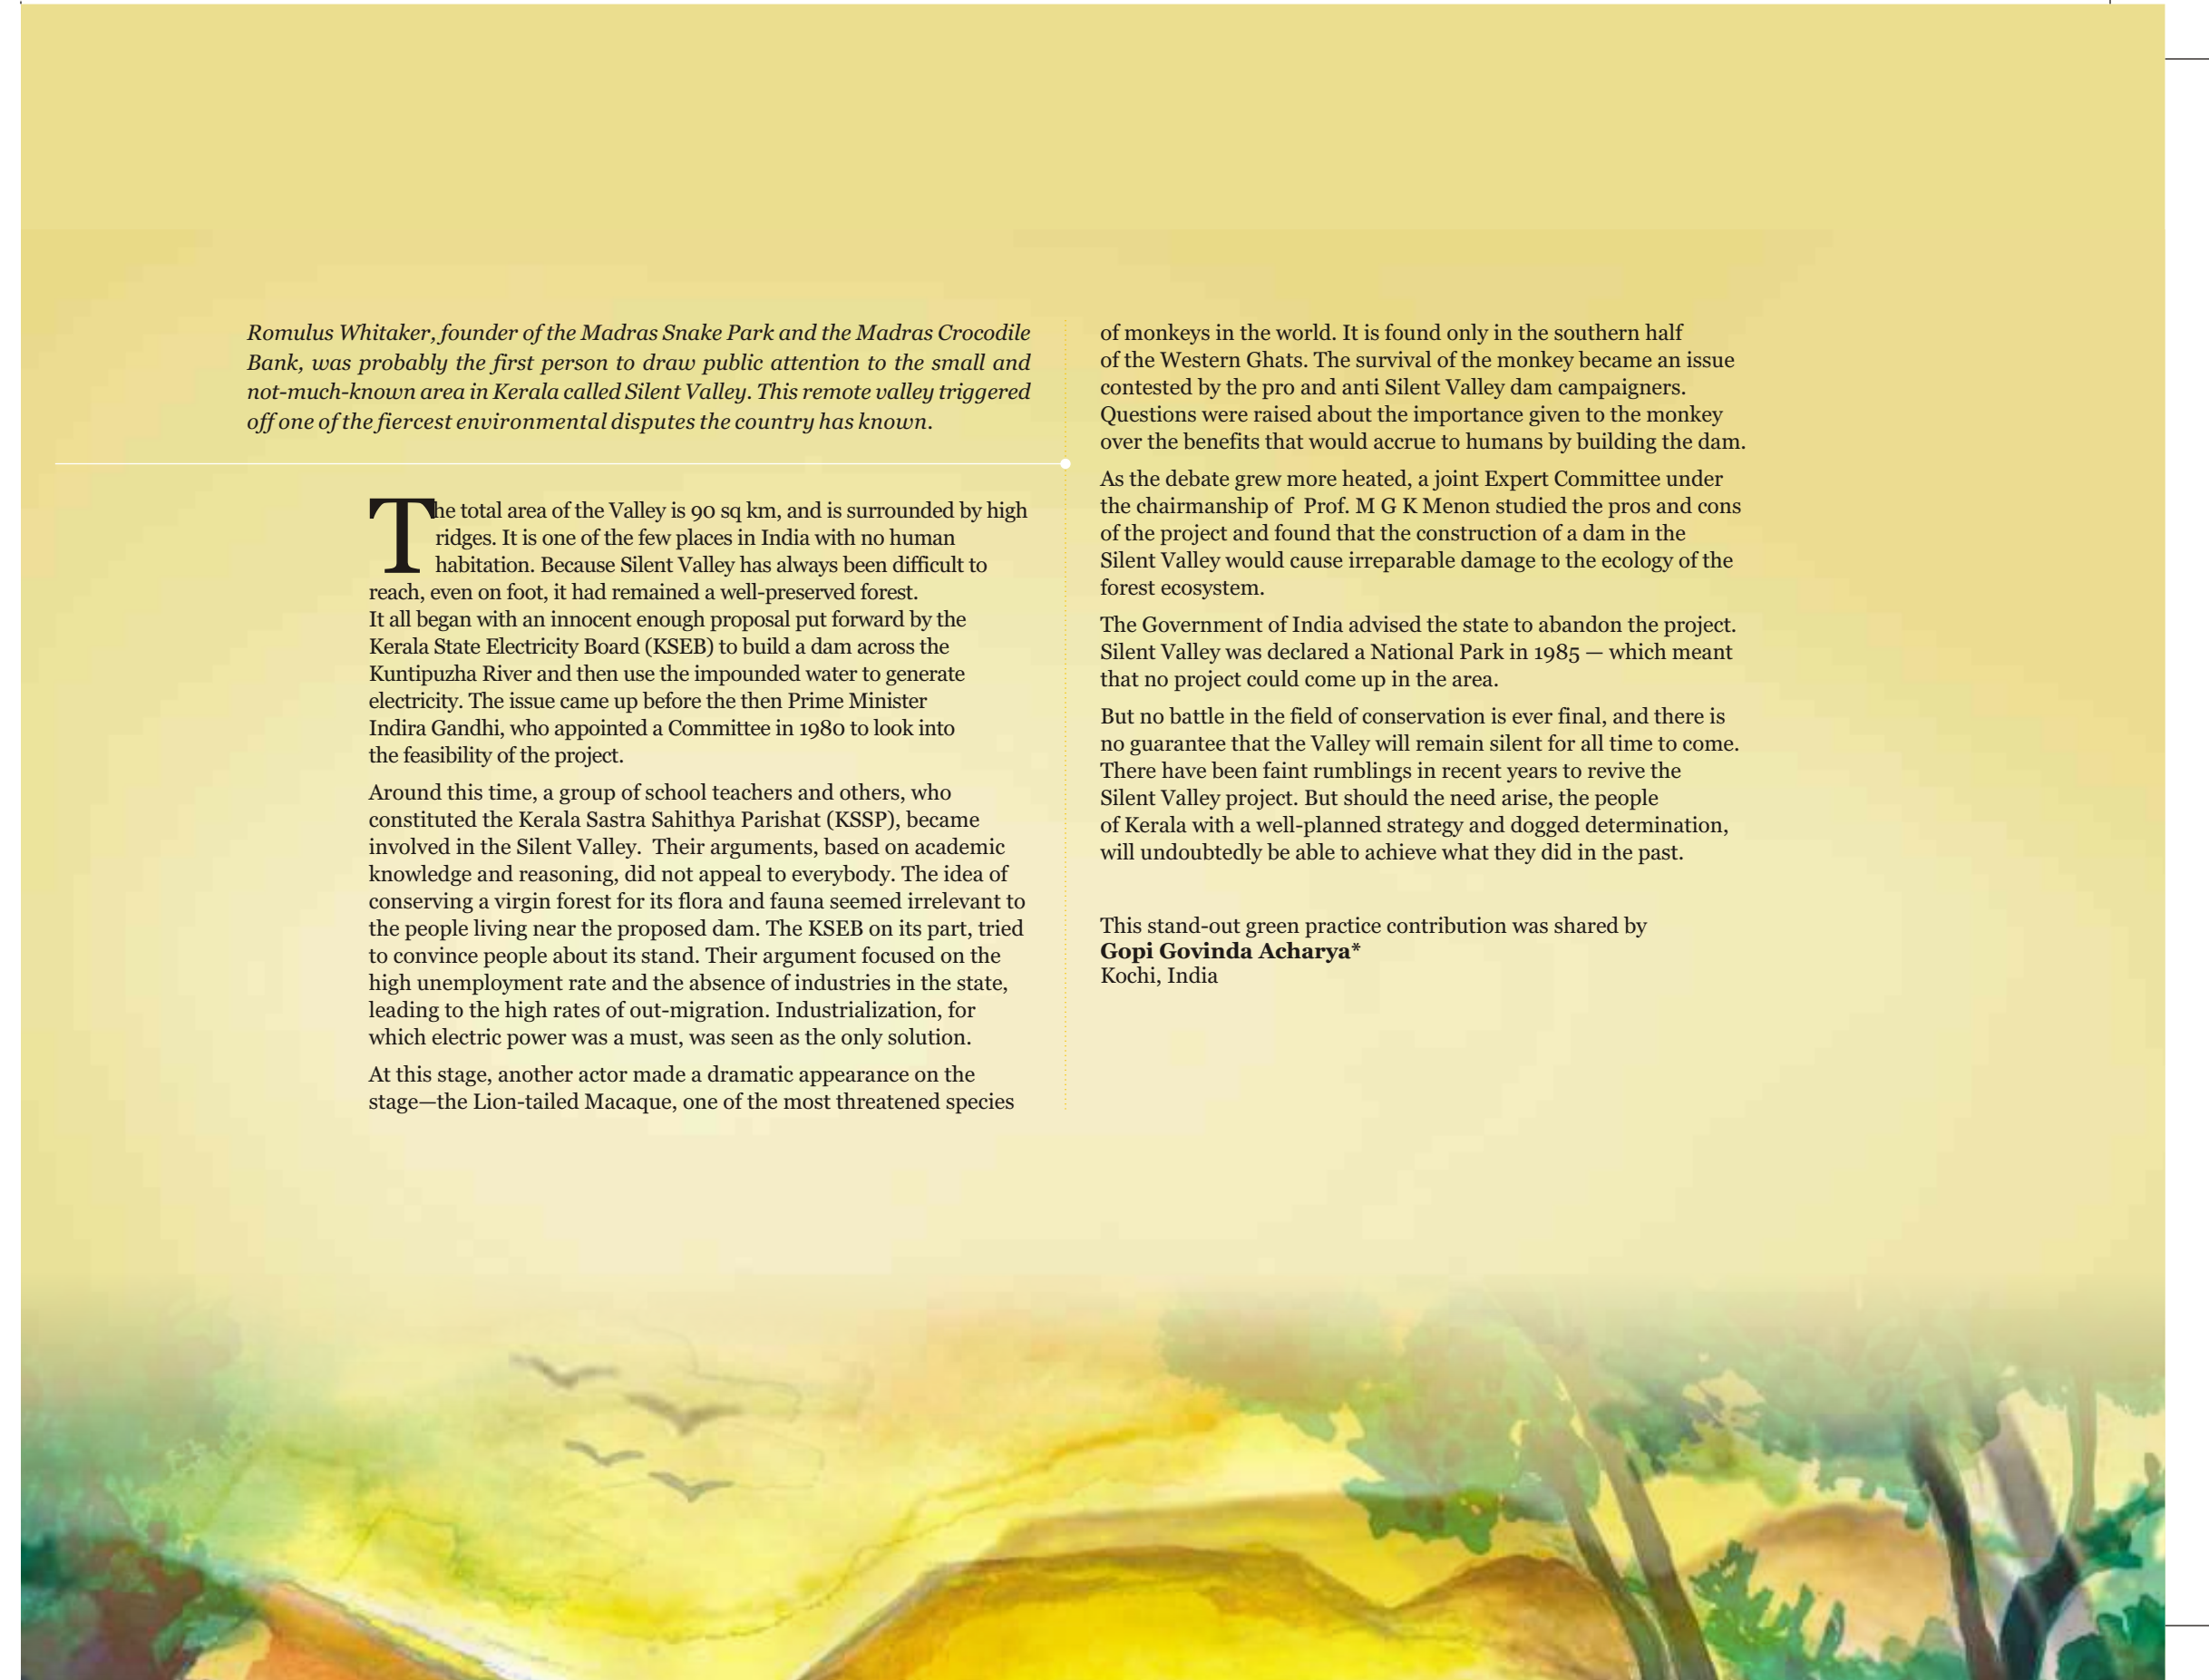 Romulus Whitaker, founder of the Madras Snake Park and the Madras Crocodile
Bank, was probably the first person to draw public attention to the small and
not-much-known area in Kerala called Silent Valley. This remote valley triggered
off one of the fiercest environmental disputes the country has known.
The total area of the Valley is 90 sq km, and is surrounded by high
ridges. It is one of the few places in India with no human
habitation. Because Silent Valley has always been difficult to
reach, even on foot, it had remained a well-preserved forest.
It all began with an innocent enough proposal put forward by the
Kerala State Electricity Board (KSEB) to build a dam across the
Kuntipuzha River and then use the impounded water to generate
electricity. The issue came up before the then Prime Minister
Indira Gandhi, who appointed a Committee in 1980 to look into
the feasibility of the project.
Around this time, a group of school teachers and others, who
constituted the Kerala Sastra Sahithya Parishat (KSSP), became
involved in the Silent Valley.  Their arguments, based on academic
knowledge and reasoning, did not appeal to everybody. The idea of
conserving a virgin forest for its flora and fauna seemed irrelevant to
the people living near the proposed dam. The KSEB on its part, tried
to convince people about its stand. Their argument focused on the
high unemployment rate and the absence of industries in the state,
leading to the high rates of out-migration. Industrialization, for
which electric power was a must, was seen as the only solution.
At this stage, another actor made a dramatic appearance on the
stage—the Lion-tailed Macaque, one of the most threatened species
of monkeys in the world. It is found only in the southern half
of the Western Ghats. The survival of the monkey became an issue
contested by the pro and anti Silent Valley dam campaigners.
Questions were raised about the importance given to the monkey
over the benefits that would accrue to humans by building the dam.
As the debate grew more heated, a joint Expert Committee under
the chairmanship of  Prof. M G K Menon studied the pros and cons
of the project and found that the construction of a dam in the
Silent Valley would cause irreparable damage to the ecology of the
forest ecosystem.
The Government of India advised the state to abandon the project.
Silent Valley was declared a National Park in 1985 — which meant
that no project could come up in the area.
But no battle in the field of conservation is ever final, and there is
no guarantee that the Valley will remain silent for all time to come.
There have been faint rumblings in recent years to revive the
Silent Valley project. But should the need arise, the people
of Kerala with a well-planned strategy and dogged determination,
will undoubtedly be able to achieve what they did in the past.
This stand-out green practice contribution was shared by
Gopi Govinda Acharya*
Kochi, India